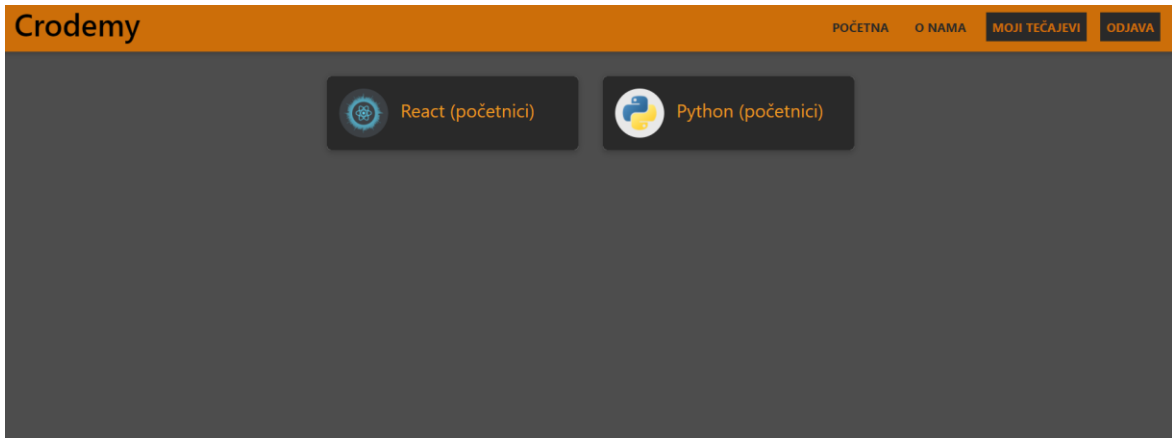 Crodemy
POČETNA O NAMA MOJI TEČAJEVI ODJAVA
React (početnici) Python (početnici)